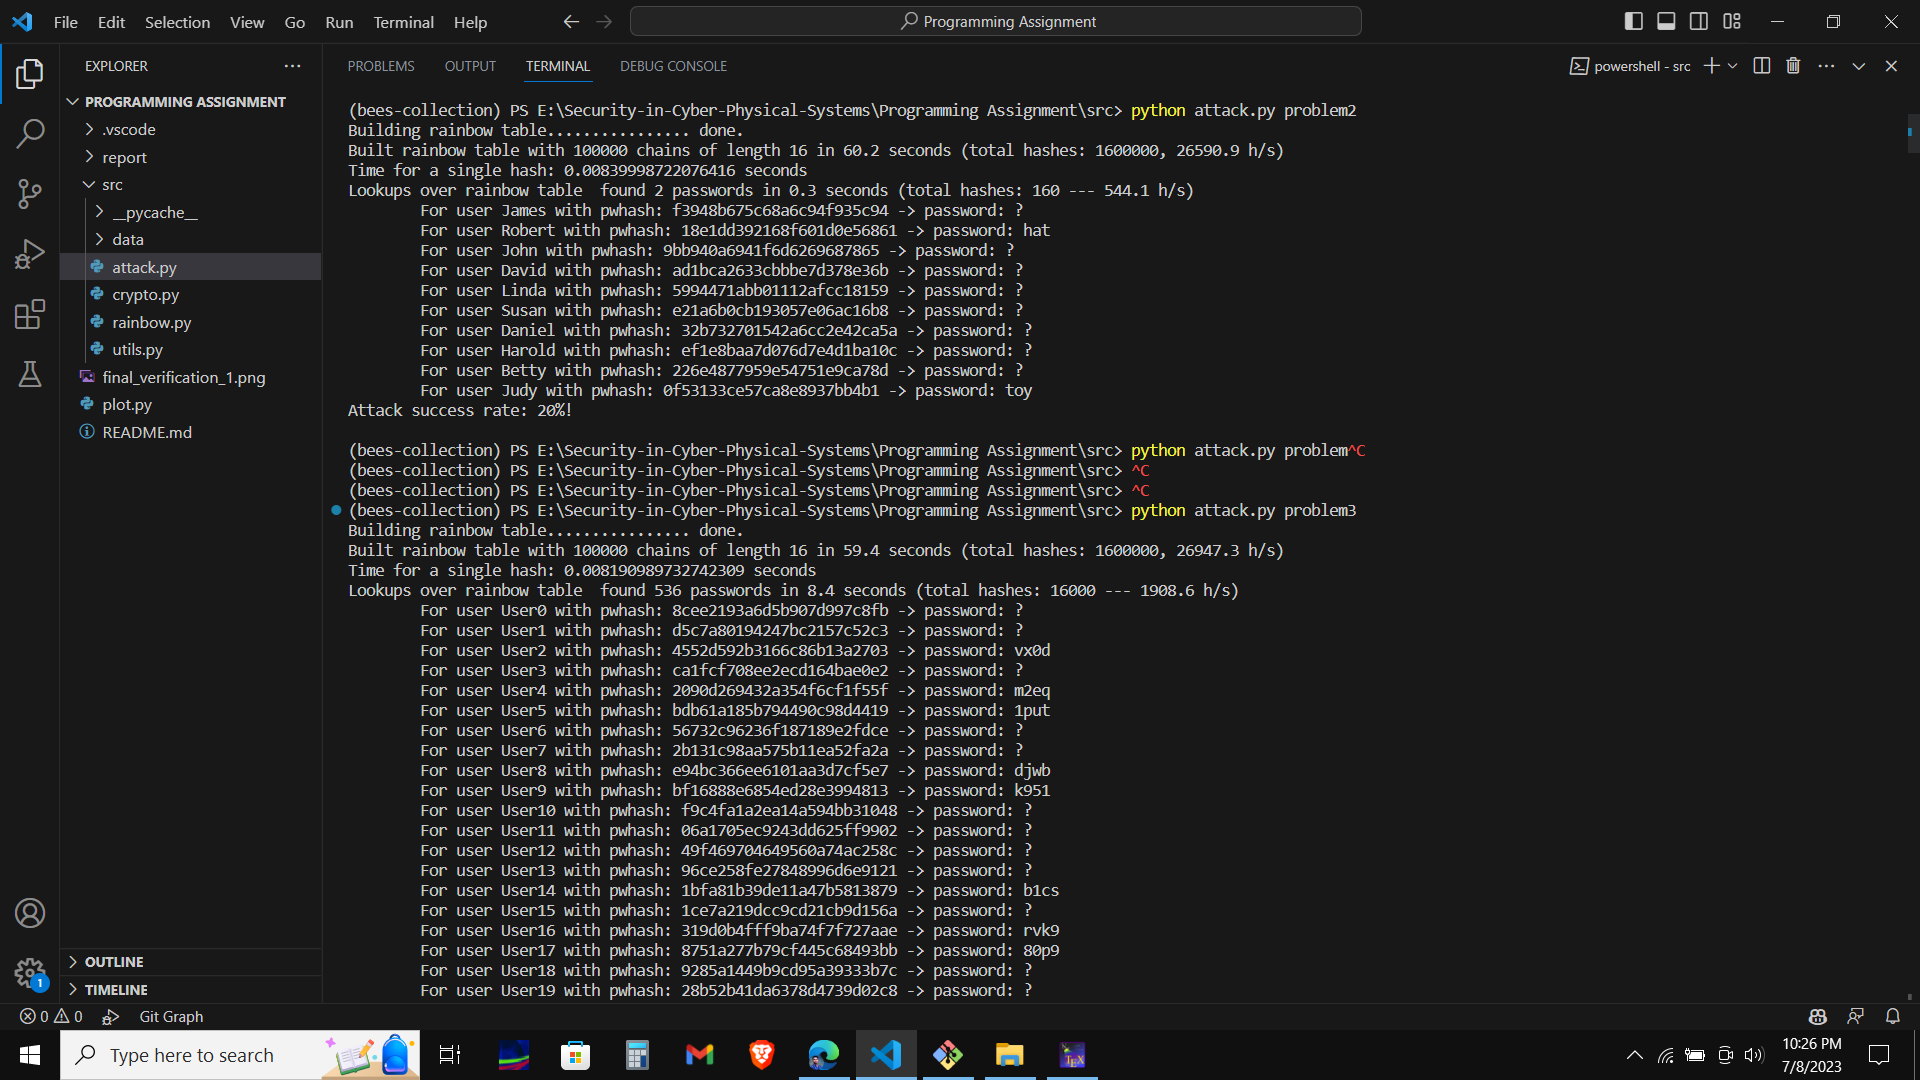 File Edit Selection View Go Run Terminal Help
Programming Assignment
EXPLORER
PROBLEMS OUTPUT TERMINAL DEBUG CONSOLE
powershell - src
PROGRAMMING ASSIGNMENT
.vscode
report
src
__pycache__
data
attack.py
crypto.py
rainbow.py
utils.py
final_verification_1.png
plot.py
README.md
OUTLINE
TIMELINE
(bees-collection) PS E:\Security-in-Cyber-Physical-Systems\Programming Assignment\src> python attack.py problem2
Building rainbow table................ done.
Built rainbow table with 100000 chains of length 16 in 60.2 seconds (total hashes: 1600000, 26590.9 h/s)
Time for a single hash: 0.00839998722076416 seconds
Lookups over rainbow table  found 2 passwords in 0.3 seconds (total hashes: 160 --- 544.1 h/s)
For user James with pwhash: f3948b675c68a6c94f935c94 -> password: ?
For user Robert with pwhash: 18e1dd392168f601d0e56861 -> password: hat
For user John with pwhash: 9bb940a6941f6d6269687865 -> password: ?
For user David with pwhash: ad1bca2633cbbbe7d378e36b -> password: ?
For user Linda with pwhash: 5994471abb01112afcc18159 -> password: ?
For user Susan with pwhash: e21a6b0cb193057e06ac16b8 -> password: ?
For user Daniel with pwhash: 32b732701542a6cc2e42ca5a -> password: ?
For user Harold with pwhash: ef1e8baa7d076d7e4d1ba10c -> password: ?
For user Betty with pwhash: 226e4877959e54751e9ca78d -> password: ?
For user Judy with pwhash: 0f53133ce57ca8e8937bb4b1 -> password: toy
Attack success rate: 20%!
(bees-collection) PS E:\Security-in-Cyber-Physical-Systems\Programming Assignment\src> python attack.py problem^C
(bees-collection) PS E:\Security-in-Cyber-Physical-Systems\Programming Assignment\src> ^C
(bees-collection) PS E:\Security-in-Cyber-Physical-Systems\Programming Assignment\src> ^C
(bees-collection) PS E:\Security-in-Cyber-Physical-Systems\Programming Assignment\src> python attack.py problem3
Building rainbow table................ done.
Built rainbow table with 100000 chains of length 16 in 59.4 seconds (total hashes: 1600000, 26947.3 h/s)
Time for a single hash: 0.008190989732742309 seconds
Lookups over rainbow table  found 536 passwords in 8.4 seconds (total hashes: 16000 --- 1908.6 h/s)
For user User0 with pwhash: 8cee2193a6d5b907d997c8fb -> password: ?
For user User1 with pwhash: d5c7a80194247bc2157c52c3 -> password: ?
For user User2 with pwhash: 4552d592b3166c86b13a2703 -> password: vx0d
For user User3 with pwhash: ca1fcf708ee2ecd164bae0e2 -> password: ?
For user User4 with pwhash: 2090d269432a354f6cf1f55f -> password: m2eq
For user User5 with pwhash: bdb61a185b794490c98d4419 -> password: 1put
For user User6 with pwhash: 56732c96236f187189e2fdce -> password: ?
For user User7 with pwhash: 2b131c98aa575b11ea52fa2a -> password: ?
For user User8 with pwhash: e94bc366ee6101aa3d7cf5e7 -> password: djwb
For user User9 with pwhash: bf16888e6854ed28e3994813 -> password: k951
For user User10 with pwhash: f9c4fa1a2ea14a594bb31048 -> password: ?
For user User11 with pwhash: 06a1705ec9243dd625ff9902 -> password: ?
For user User12 with pwhash: 49f469704649560a74ac258c -> password: ?
For user User13 with pwhash: 96ce258fe27848996d6e9121 -> password: ?
For user User14 with pwhash: 1bfa81b39de11a47b5813879 -> password: b1cs
For user User15 with pwhash: 1ce7a219dcc9cd21cb9d156a -> password: ?
For user User16 with pwhash: 319d0b4fff9ba74f7f727aae -> password: rvk9
For user User17 with pwhash: 8751a277b79cf445c68493bb -> password: 80p9
For user User18 with pwhash: 9285a1449b9cd95a39333b7c -> password: ?
For user User19 with pwhash: 28b52b41da6378d4739d02c8 -> password: ?
1
0 0 Git Graph
Type here to search
TEX
10:26 PM
7/8/2023